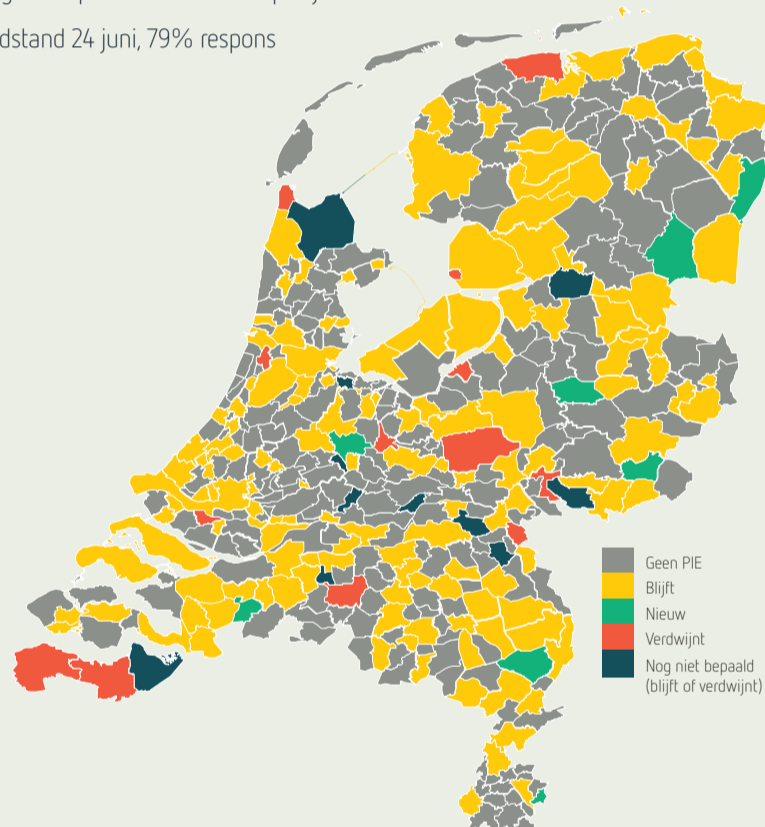 dstand 24 juni, 79% respons
Geen PIE
Blijft
Nieuw
Verdwijnt
Nog niet bepaald
(blijft of verdwijnt)